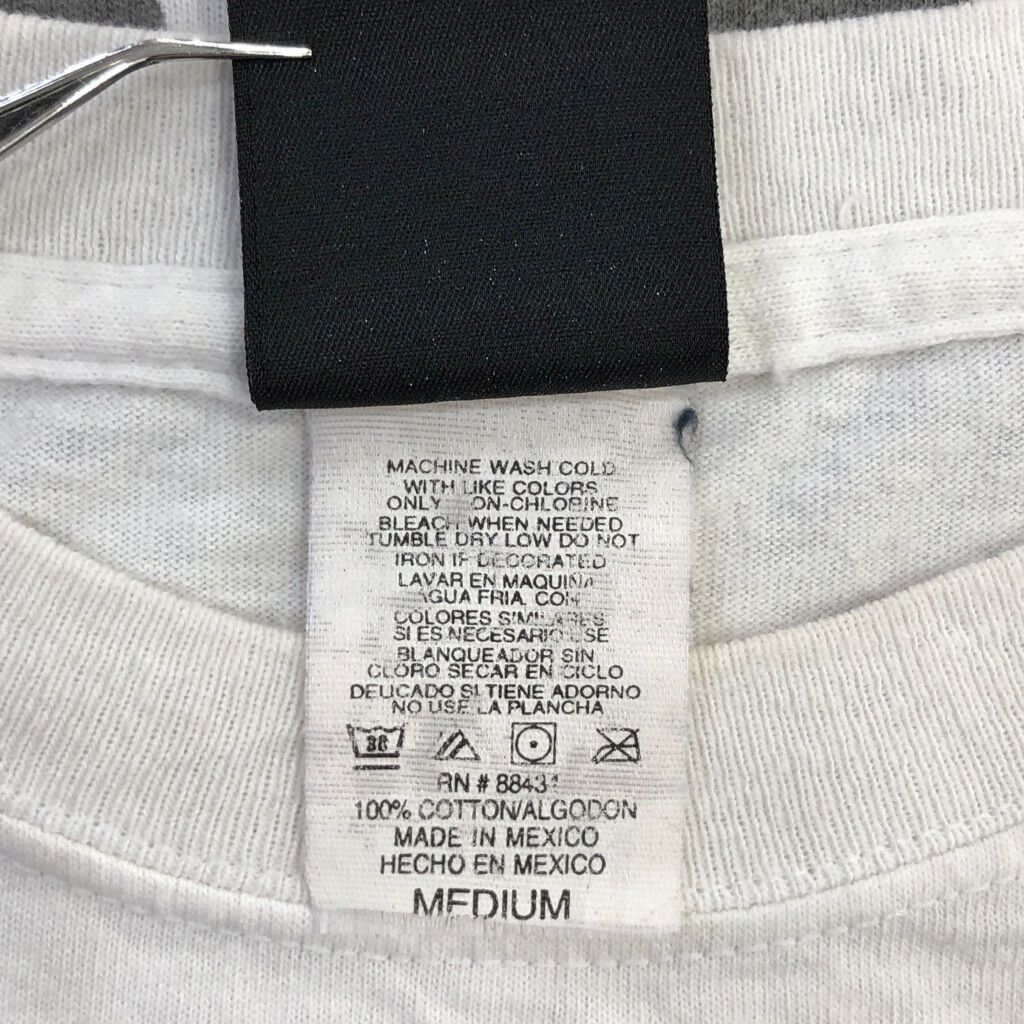 MACHINE WASH COLD
WITH LIKE COLORS
ONLY NON-CHLORINE
BLEACH WHEN NEEDED
TUMBLE DRY LOW DO NOT
IRON IF DECORATED
LAVAR EN MAQUINA
AGUA FRIA. CON
COLORES SIMILARES
SI ES NECESARIO USE
BLANQUEADOR SIN
CLORO SECAR EN CICLO
DELICADO SI TIENE ADORNO
NO USE LA PLANCHA
RN #
100% COTTON/ALGODON
MADE IN MEXICO
HECHO EN MEXICO
MEDIUM